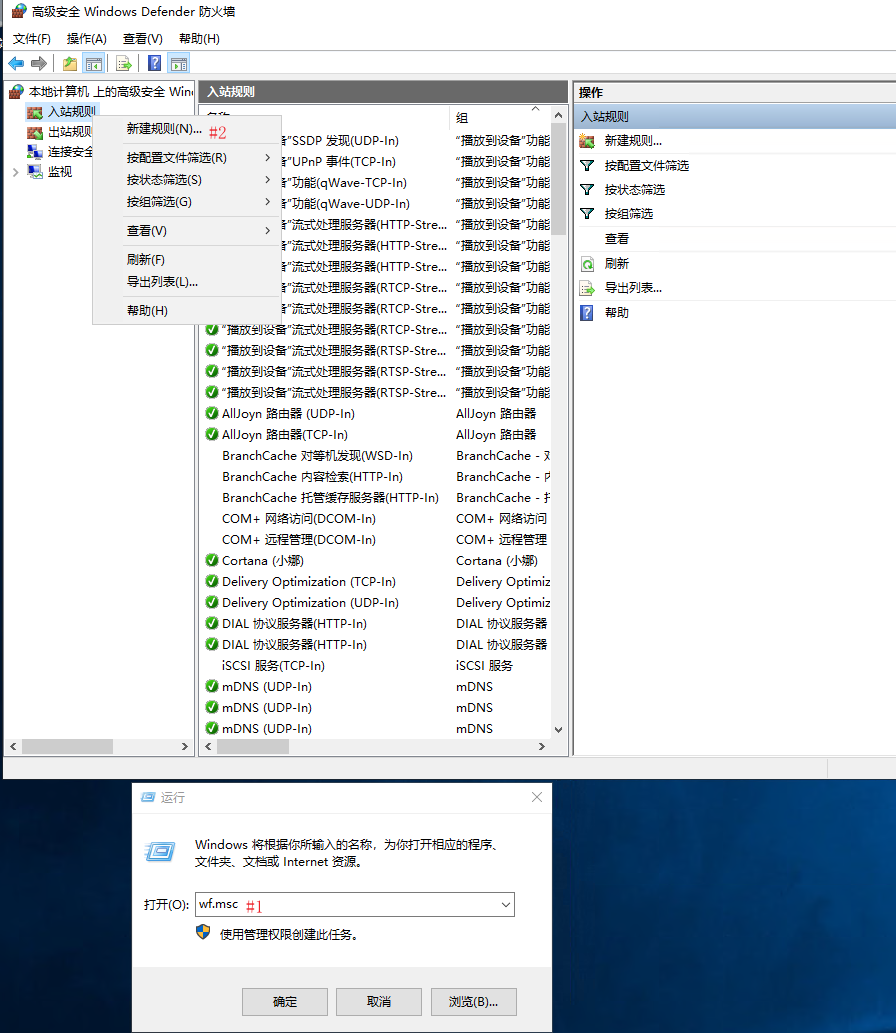 高级安全 Windows Defender 防火墙
文件(F) 操作(A) 查看(V) 帮助(H)
本地计算机 上的高级安全 Win
入站规则
出站规则
连接安全
监视
新建规则(N)... #2
按配置文件筛选(R)
按状态筛选(S)
按组筛选(G)
查看(V)
刷新(F)
导出列表(L)...
帮助(H)
入站规则
名称 组
"SSDP 发现(UDP-In) "播放到设备"功能
"UPnP 事件(TCP-In) "播放到设备"功能
"功能(qWave-TCP-In) "播放到设备"功能
"功能(qWave-UDP-In) "播放到设备"功能
"流式处理服务器(HTTP-Stre... "播放到设备"功能
"流式处理服务器(HTTP-Stre... "播放到设备"功能
"流式处理服务器(HTTP-Stre... "播放到设备"功能
"流式处理服务器(RTCP-Stre... "播放到设备"功能
"流式处理服务器(RTCP-Stre... "播放到设备"功能
"播放到设备"流式处理服务器(RTCP-Stre... "播放到设备"功能
"播放到设备"流式处理服务器(RTSP-Stre... "播放到设备"功能
"播放到设备"流式处理服务器(RTSP-Stre... "播放到设备"功能
"播放到设备"流式处理服务器(RTSP-Stre... "播放到设备"功能
AllJoyn 路由器 (UDP-In) AllJoyn 路由器
AllJoyn 路由器(TCP-In) AllJoyn 路由器
BranchCache 对等机发现(WSD-In) BranchCache -
BranchCache 内容检索(HTTP-In) BranchCache -
BranchCache 托管缓存服务器(HTTP-In) BranchCache -
COM+ 网络访问(DCOM-In) COM+ 网络访问
COM+ 远程管理(DCOM-In) COM+ 远程管理
Cortana (小娜) Cortana (小娜)
Delivery Optimization (TCP-In) Delivery Optimiz
Delivery Optimization (UDP-In) Delivery Optimiz
DIAL 协议服务器(HTTP-In) DIAL 协议服务器
DIAL 协议服务器(HTTP-In) DIAL 协议服务器
iSCSI 服务(TCP-In) iSCSI 服务
mDNS (UDP-In) mDNS
mDNS (UDP-In) mDNS
mDNS (UDP-In) mDNS
操作
入站规则
新建规则...
按配置文件筛选
按状态筛选
按组筛选
查看
刷新
导出列表...
帮助
运行
Windows 将根据你所输入的名称，为你打开相应的程序、
文件夹、文档或 Internet 资源。
打开(O): wf.msc #1
使用管理权限创建此任务。
确定 取消 浏览(B)...